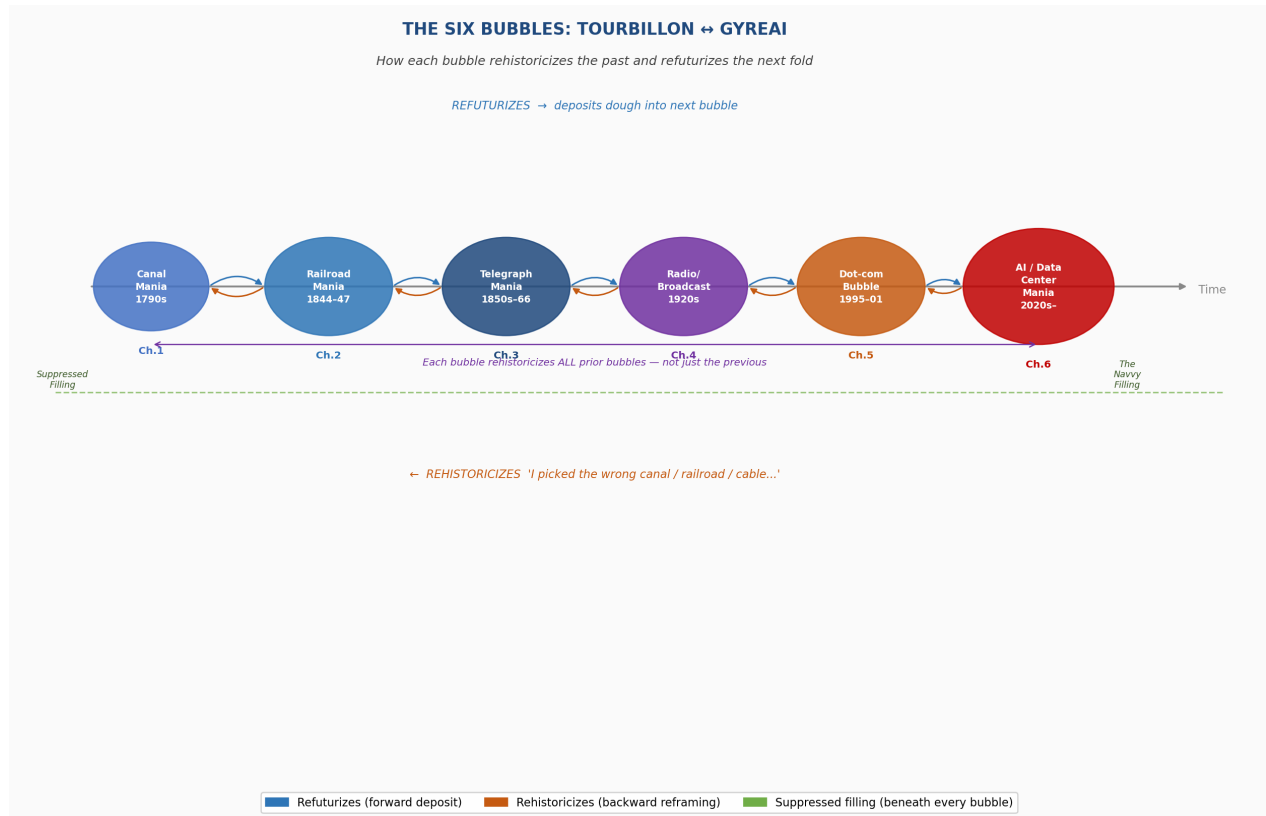 THE SIX BUBBLES: TOURBILLON ↔ GYREAI
How each bubble rehistoricizes the past and refuturizes the next fold
REFUTURIZES → deposits dough into next bubble
Canal
Mania
1790s
Railroad
Mania
1844–47
Telegraph
Mania
1850s–66
Radio/
Broadcast
1920s
Dot-com
Bubble
1995–01
AI / Data
Center
Mania
2020s–
Time
Ch.1
Ch.2
Ch.3
Ch.4
Ch.5
Ch.6
Each bubble rehistoricizes ALL prior bubbles — not just the previous
Suppressed
Filling
The
Navvy
Filling
← REHISTORICIZES 'I picked the wrong canal / railroad / cable...'
Refuturizes (forward deposit)
Rehistoricizes (backward reframing)
Suppressed filling (beneath every bubble)